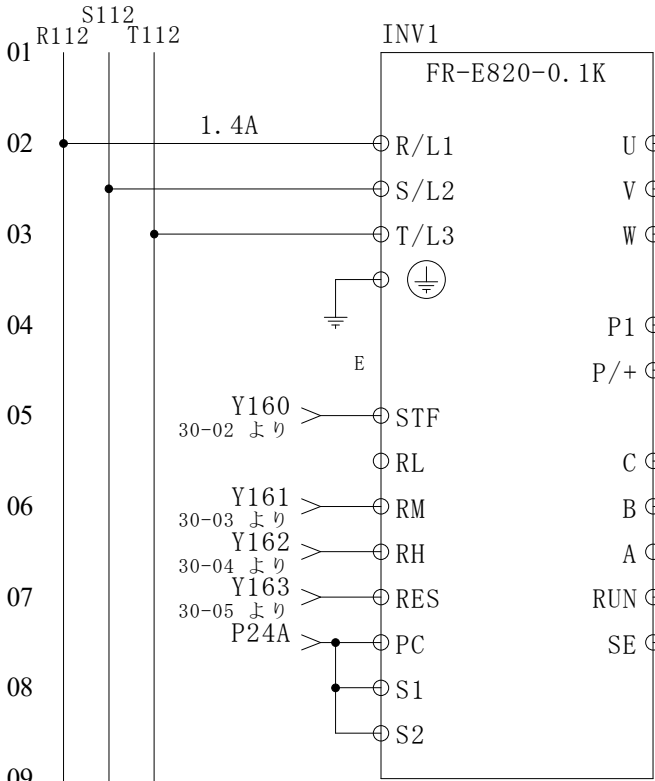 S112
R112 T112
01
INV1
FR-E820-0.1K
02
1.4A
R/L1
U
S/L2
V
03
T/L3
W
04
P1
E
P/+
05
Y160
30-02 より
STF
RL
C
06
Y161
30-03 より
RM
B
Y162
30-04 より
RH
A
07
Y163
30-05 より
RES
RUN
P24A
PC
SE
08
S1
S2
09